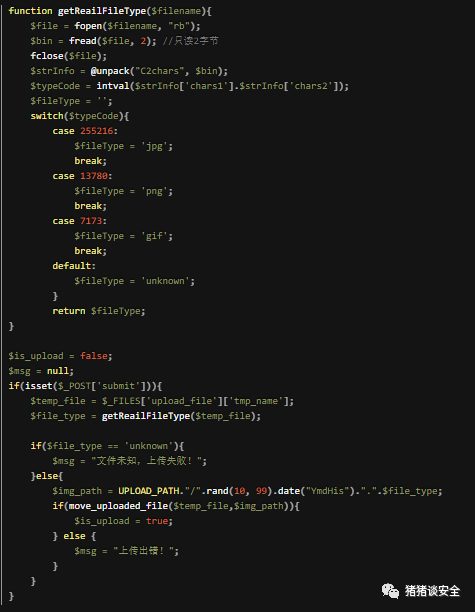 function getReailFileType($filename){
    $file = fopen($filename, "rb");
    $bin = fread($file, 2); //只读2字节
    fclose($file);
    $strInfo = @unpack("C2chars", $bin);
    $typeCode = intval($strInfo['chars1'].$strInfo['chars2']);
    $fileType = '';
    switch($typeCode){
        case 255216:
            $fileType = 'jpg';
            break;
        case 13780:
            $fileType = 'png';
            break;
        case 7173:
            $fileType = 'gif';
            break;
        default:
            $fileType = 'unknown';
        }
        return $fileType;
}

$is_upload = false;
$msg = null;
if(isset($_POST['submit'])){
    $temp_file = $_FILES['upload_file']['tmp_name'];
    $file_type = getReailFileType($temp_file);

    if($file_type == 'unknown'){
        $msg = "文件未知，上传失败！";
    }else{
        $img_path = UPLOAD_PATH."/".rand(10, 99).date("YmdHis").".".$file_type;
        if(move_uploaded_file($temp_file,$img_path)){
            $is_upload = true;
        } else {
            $msg = "上传出错！";
        }
    }
}
猪猪谈安全